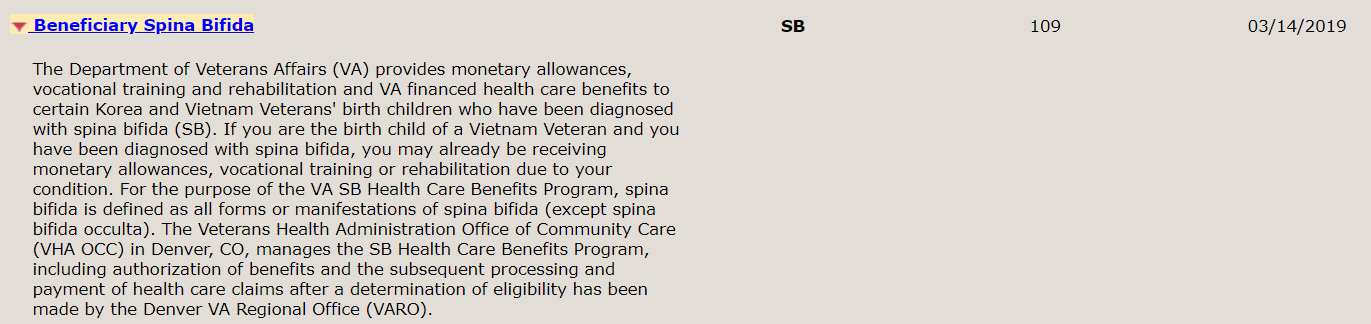 Beneficiary Spina Bifida SB 109 03/14/2019
The Department of Veterans Affairs (VA) provides monetary allowances,
vocational training and rehabilitation and VA financed health care benefits to
certain Korea and Vietnam Veterans' birth children who have been diagnosed
with spina bifida (SB). If you are the birth child of a Vietnam Veteran and you
have been diagnosed with spina bifida, you may already be receiving
monetary allowances, vocational training or rehabilitation due to your
condition. For the purpose of the VA SB Health Care Benefits Program, spina
bifida is defined as all forms or manifestations of spina bifida (except spina
bifida occulta). The Veterans Health Administration Office of Community Care
(VHA OCC) in Denver, CO, manages the SB Health Care Benefits Program,
including authorization of benefits and the subsequent processing and
payment of health care claims after a determination of eligibility has been
made by the Denver VA Regional Office (VARO).